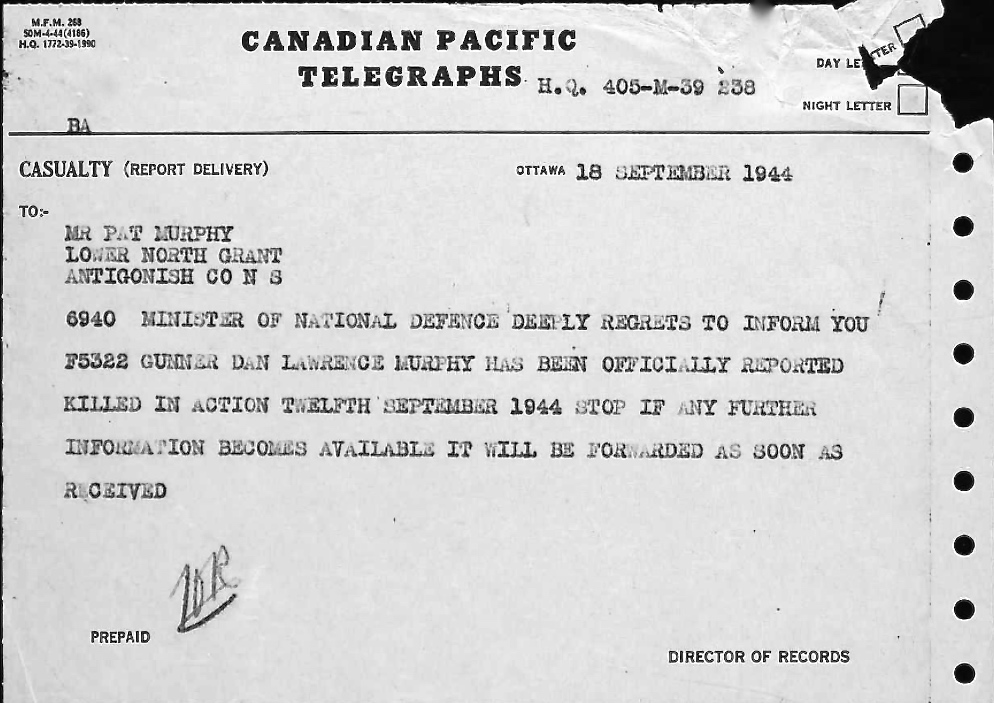 M.F.M. 268
50M-4-44(4186)
H.Q. 1772-39-1990
CANADIAN PACIFIC
TELEGRAPHS
H.Q. 405-M-39 238
DAY LE TER
NIGHT LETTER
BA
CASUALTY (REPORT DELIVERY)
OTTAWA 18 SEPTEMBER 1944
TO:-
MR PAT MURPHY
LOWER NORTH GRANT
ANTIGONISH CO N S
6940 MINISTER OF NATIONAL DEFENCE DEEPLY REGRETS TO INFORM YOU
F5322 GUNNER DAN LAWRENCE MURPHY HAS BEEN OFFICIALLY REPORTED
KILLED IN ACTION TWELFTH SEPTEMBER 1944 STOP IF ANY FURTHER
INFORMATION BECOMES AVAILABLE IT WILL BE FORWARDED AS SOON AS
RECEIVED
PREPAID
DIRECTOR OF RECORDS